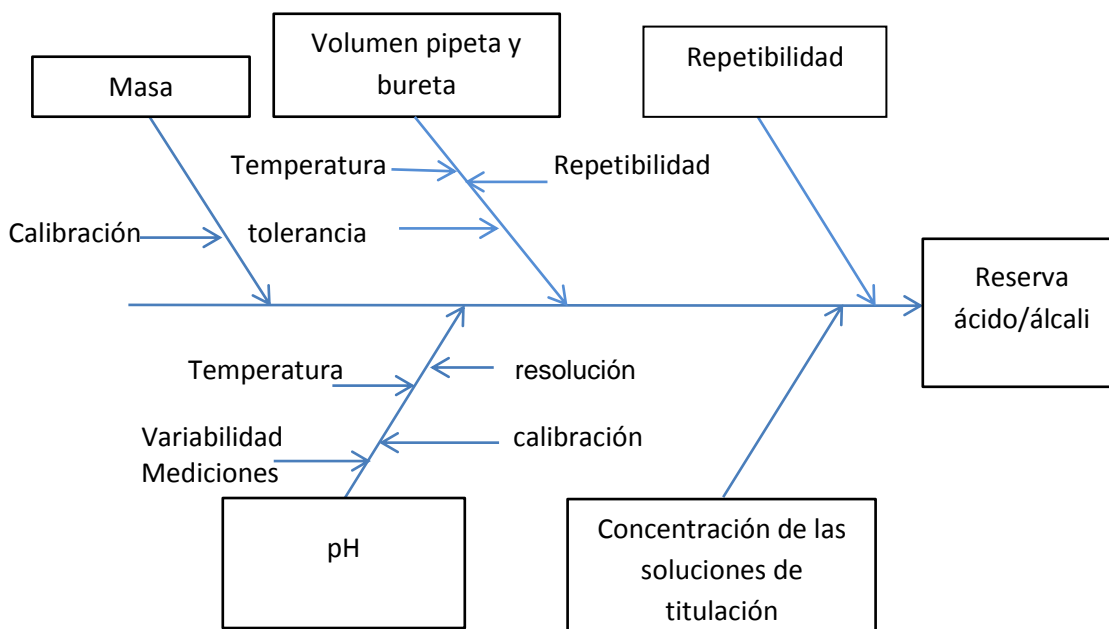 Volumen pipeta y
bureta
Repetibilidad
Masa
Temperatura
Repetibilidad
Calibración
tolerancia
Reserva
ácido/álcali
Temperatura
resolución
Variabilidad
Mediciones
calibración
pH
Concentración de las
soluciones de
titulación